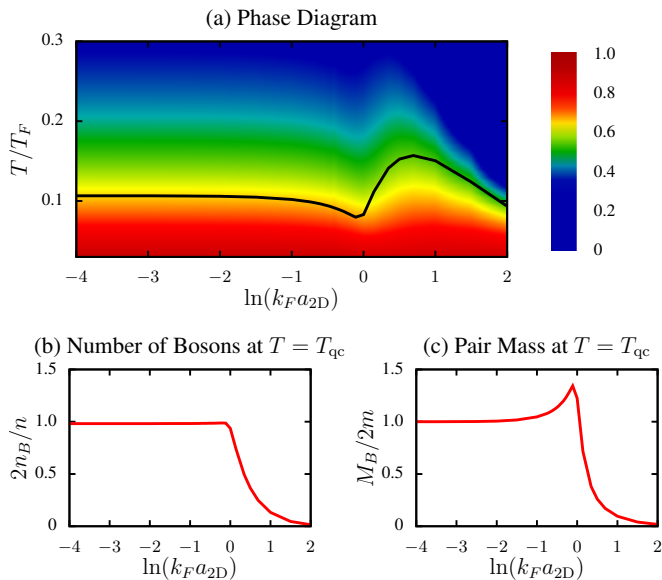 (a) Phase Diagram
0.3
0.2
0.1
T/T_F
−4 −3 −2 −1 0 1 2
ln(k_F a_2D)
1.0
0.8
0.6
0.4
0.2
0
(b) Number of Bosons at T = T_qc
1.5
1.0
0.5
0
2n_B/n
−4 −3 −2 −1 0 1 2
ln(k_F a_2D)
(c) Pair Mass at T = T_qc
1.5
1.0
0.5
0
M_B/2m
−4 −3 −2 −1 0 1 2
ln(k_F a_2D)